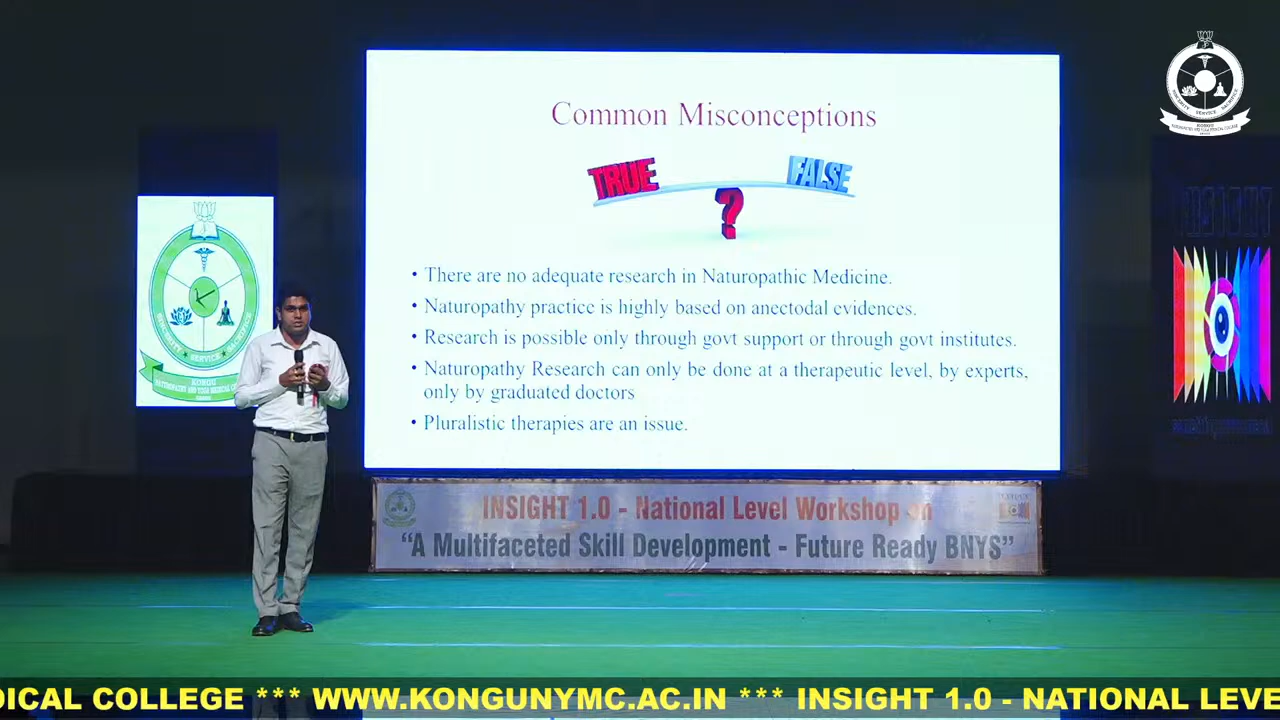 Common Misconceptions
TRUE
FALSE
?
• There are no adequate research in Naturopathic Medicine.
• Naturopathy practice is highly based on anectodal evidences.
• Research is possible only through govt support or through govt institutes.
• Naturopathy Research can only be done at a therapeutic level, by experts,
only by graduated doctors
• Pluralistic therapies are an issue.
KONGU
INSIGHT 1.0 - National Level Workshop on
“A Multifaceted Skill Development - Future Ready BNYS”
DICAL COLLEGE *** WWW.KONGUNYMC.AC.IN *** INSIGHT 1.0 - NATIONAL LEVE